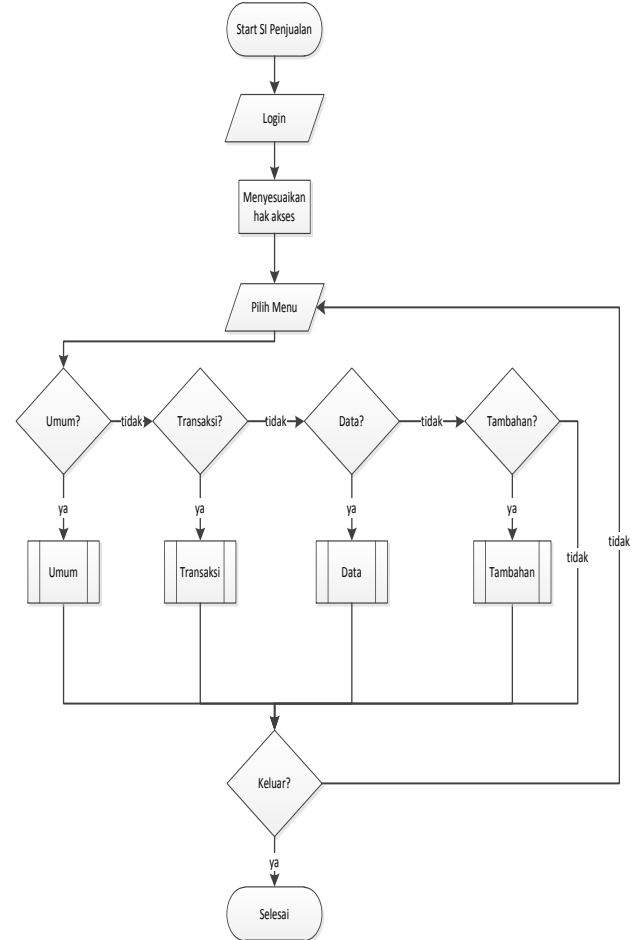 Start SI Penjualan
Login
Menyesuaikan
hak akses
Pilih Menu
Umum?
tidak
Transaksi?
tidak
Data?
tidak
Tambahan?
ya
ya
ya
ya
tidak
tidak
Umum
Transaksi
Data
Tambahan
Keluar?
ya
Selesai